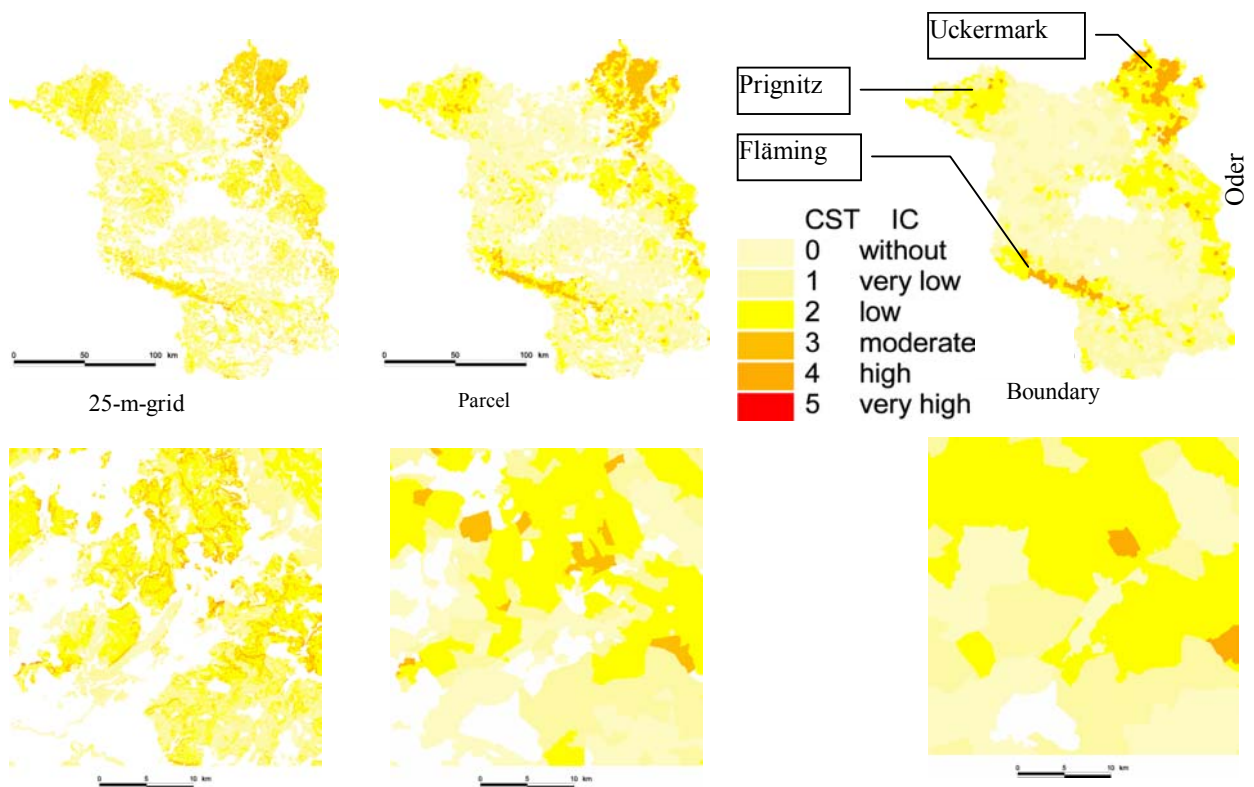 Uckermark
Prignitz
Fläming
Oder
CST IC
0 without
1 very low
2 low
3 moderate
4 high
5 very high
0 50 100 km
25-m-grid
0 50 100 km
Parcel
Boundary
0 5 10 km
0 5 10 km
0 5 10 km